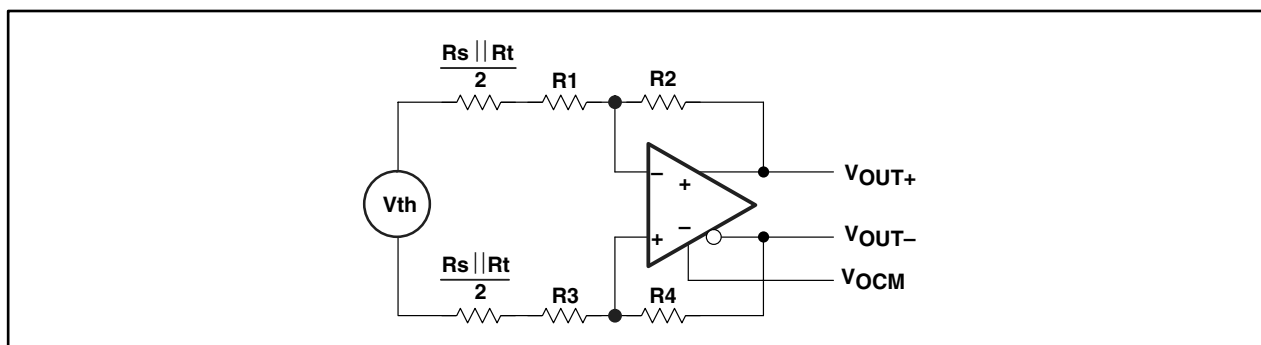 Rs || Rt
2
R1
R2
Vth
–
+
+
–
VOUT+
VOUT–
VOCM
Rs || Rt
2
R3
R4